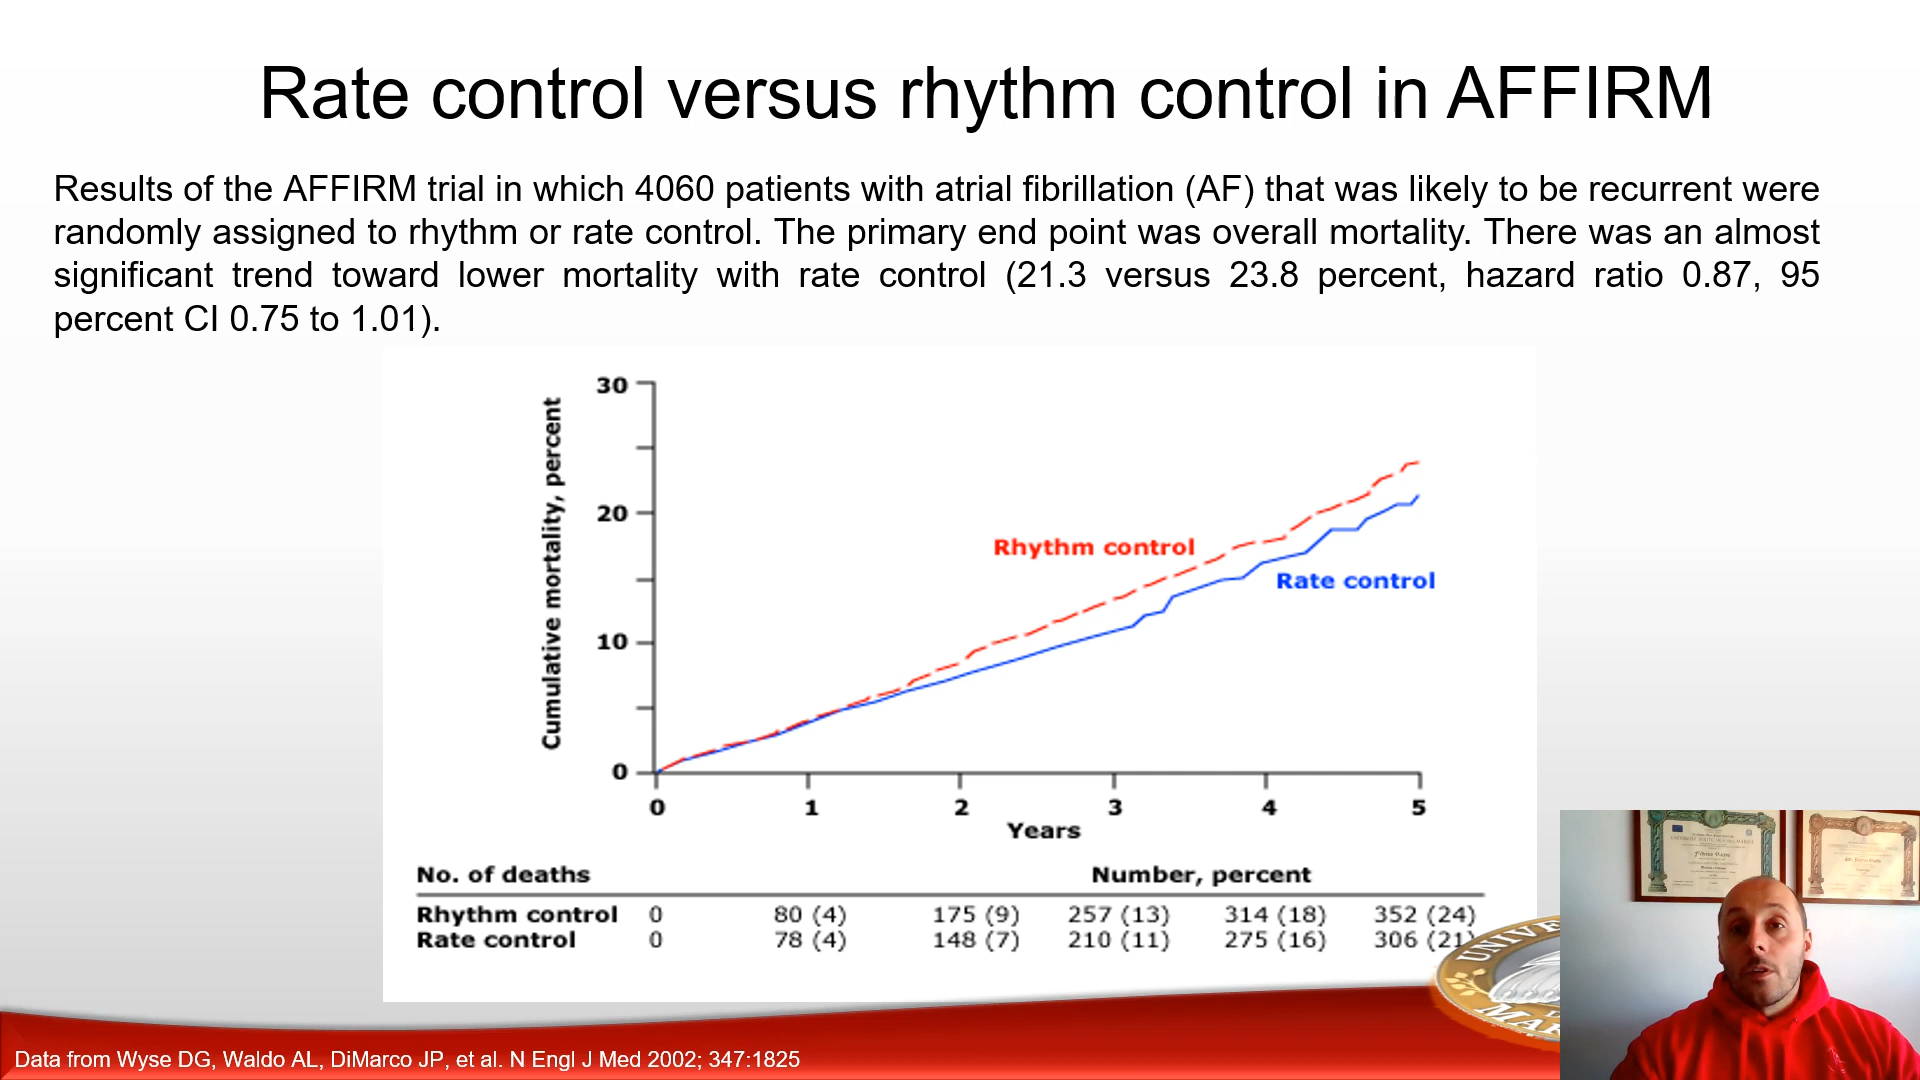 Rate control versus rhythm control in AFFIRM
Results of the AFFIRM trial in which 4060 patients with atrial fibrillation (AF) that was likely to be recurrent were
randomly assigned to rhythm or rate control. The primary end point was overall mortality. There was an almost
significant trend toward lower mortality with rate control (21.3 versus 23.8 percent, hazard ratio 0.87, 95
percent CI 0.75 to 1.01).
Cumulative mortality, percent
30
20
10
0
Rhythm control
Rate control
0 1 2 3 4 5
Years
No. of deaths Number, percent
Rhythm control 0 80 (4) 175 (9) 257 (13) 314 (18) 352 (24)
Rate control 0 78 (4) 148 (7) 210 (11) 275 (16) 306 (21)
Data from Wyse DG, Waldo AL, DiMarco JP, et al. N Engl J Med 2002; 347:1825